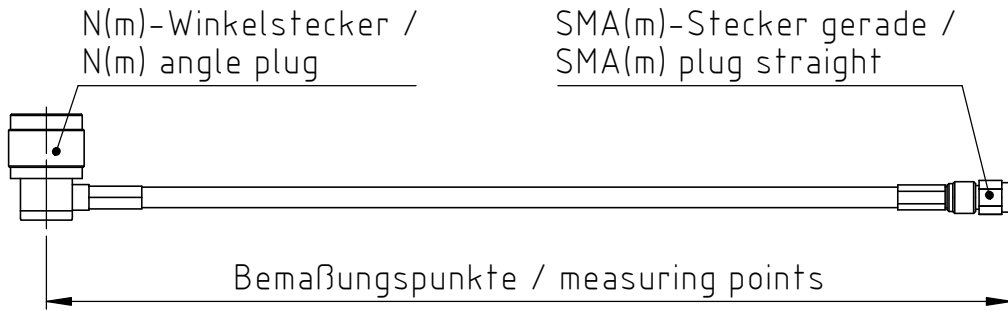 N(m)-Winkelstecker /
N(m) angle plug
SMA(m)-Stecker gerade /
SMA(m) plug straight
Bemaßungspunkte / measuring points